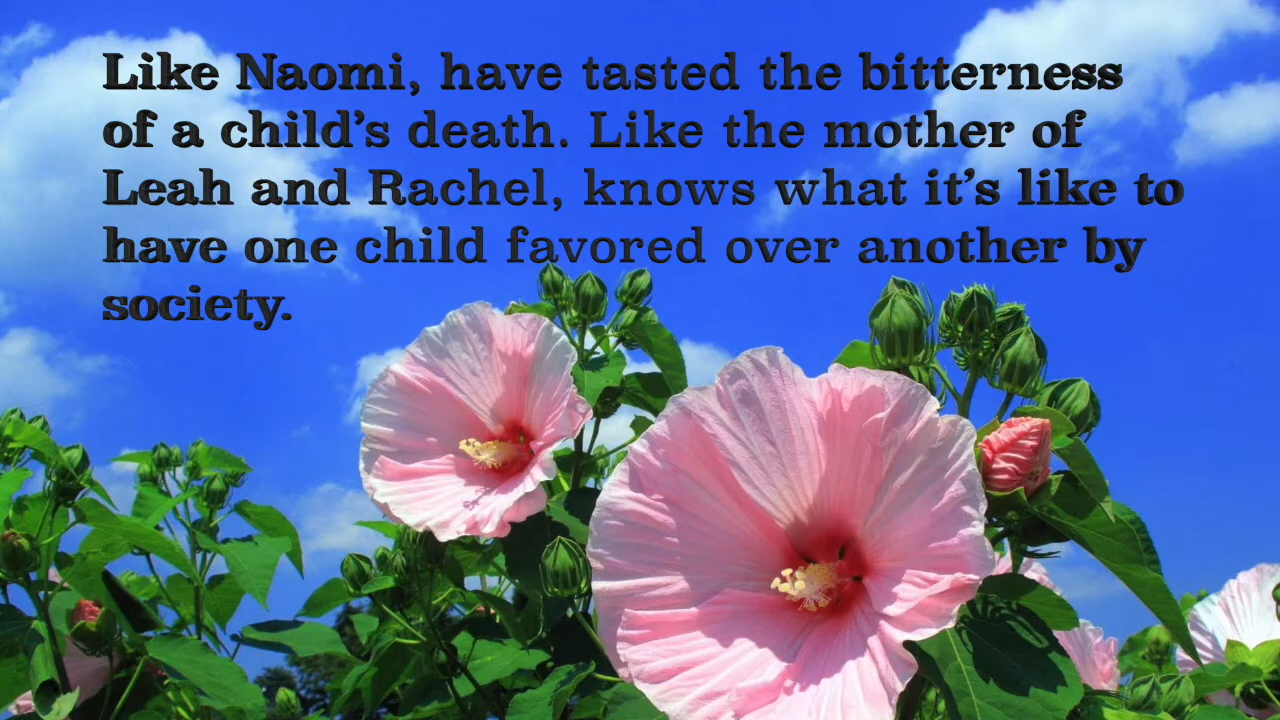 Like Naomi, have tasted the bitterness
of a child’s death. Like the mother of
Leah and Rachel, knows what it’s like to
have one child favored over another by
society.